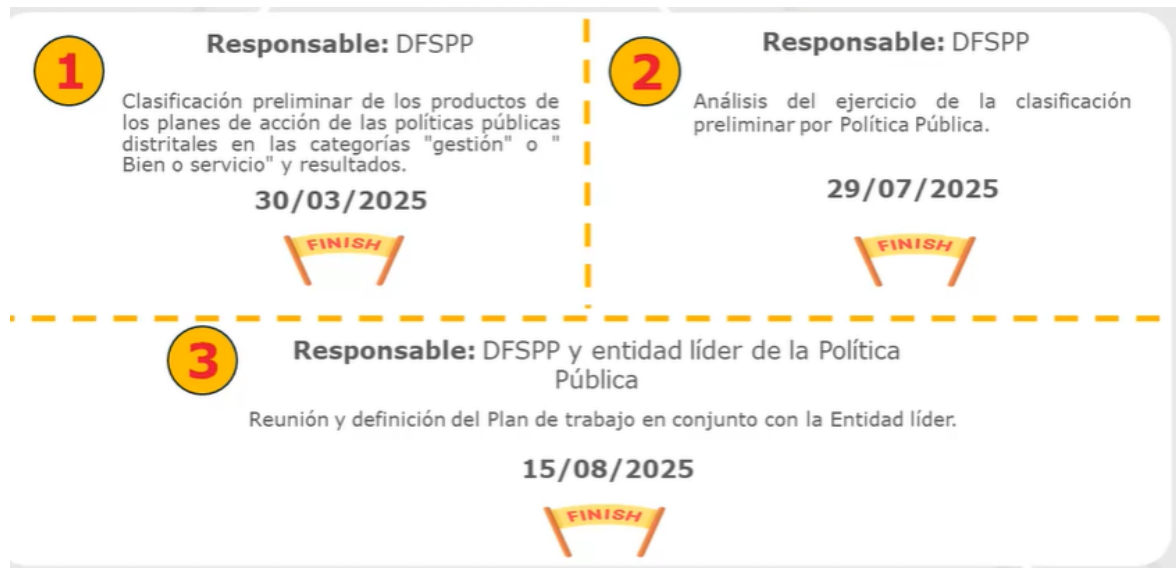 1
Responsable: DFSPP
Clasificación preliminar de los productos de
los planes de acción de las políticas públicas
distritales en las categorías "gestión" o "
Bien o servicio" y resultados.
30/03/2025
FINISH
2
Responsable: DFSPP
Análisis del ejercicio de la clasificación
preliminar por Política Pública.
29/07/2025
FINISH
3
Responsable: DFSPP y entidad líder de la Política
Pública
Reunión y definición del Plan de trabajo en conjunto con la Entidad líder.
15/08/2025
FINISH